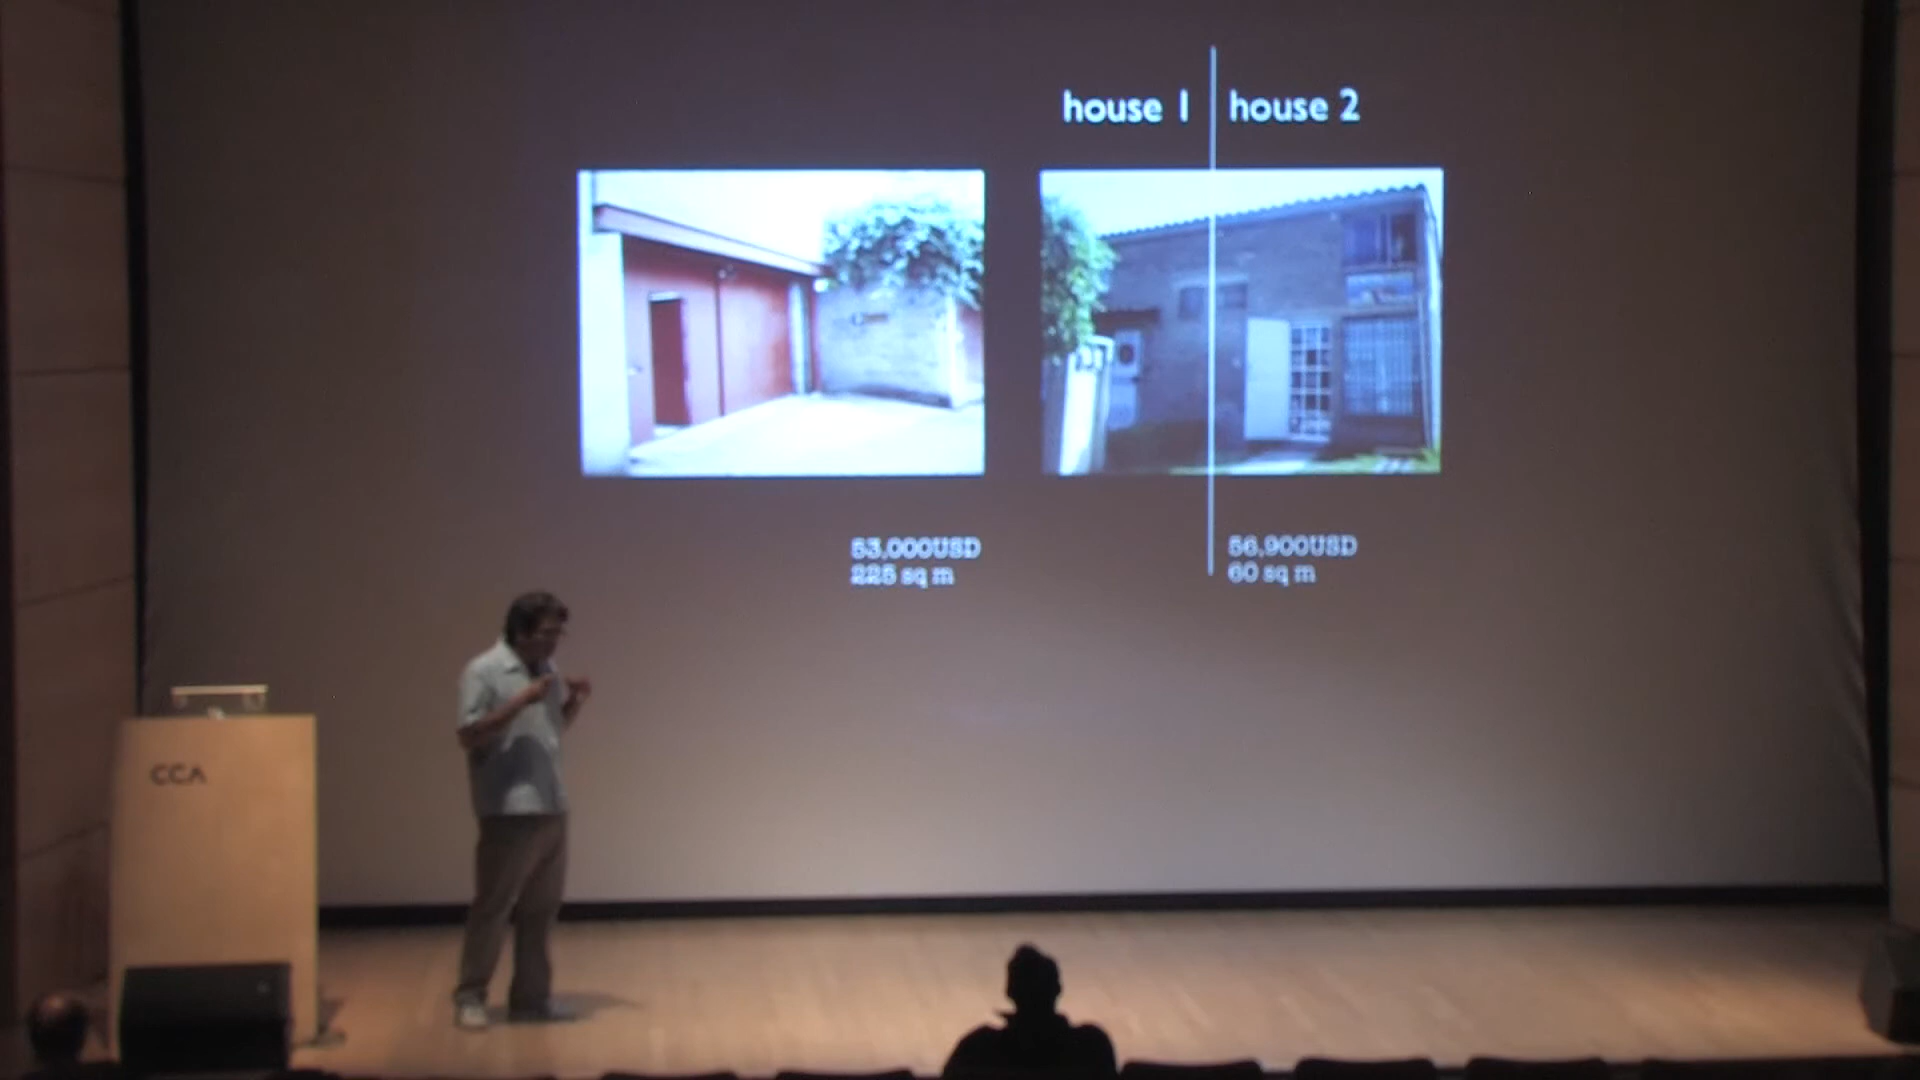 house 1
house 2
53,000USD
225 sq m
56,900USD
60 sq m
CCA